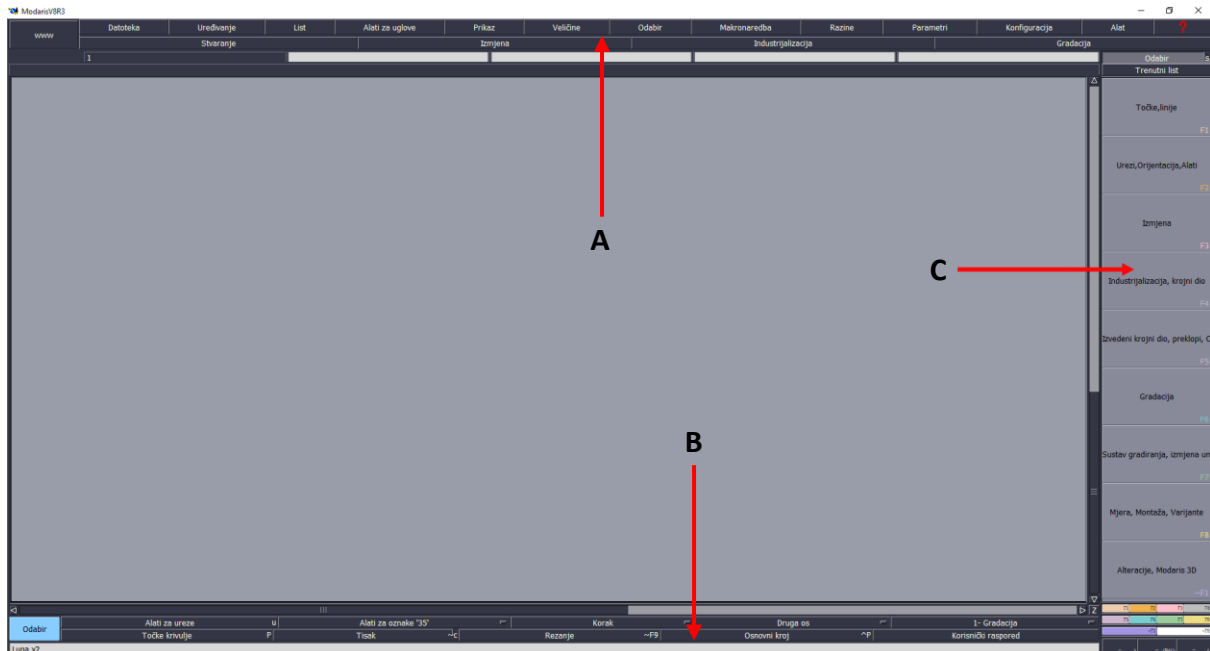 ModarisV8R3
www Datoteka Uređivanje List Alati za uglove Prikaz Veličine Odabir Makronaredba Razine Parametri Konfiguracija Alat ?
Stvaranje Izmjena Industrijalizacija Gradacija
1 Odabir s
Trenutni list
Točke,linije
F1
Urezi,Orijentacija,Alati
F2
A
Izmjena
F3
C
Industrijalizacija, krojni dio
F4
Izvedeni krojni dio, preklopi, C
F5
Gradacija
F6
B
Sustav gradiranja, izmjena un
F7
Mjera, Montaža, Varijante
F8
Alteracije, Modaris 3D
~F1
Z
Odabir Alati za ureze u Alati za oznake '35' Korak Druga os 1- Gradacija
Točke krivulje P Tisak ~c Rezanje ~F9 Osnovni kroj ^P Korisnički raspored